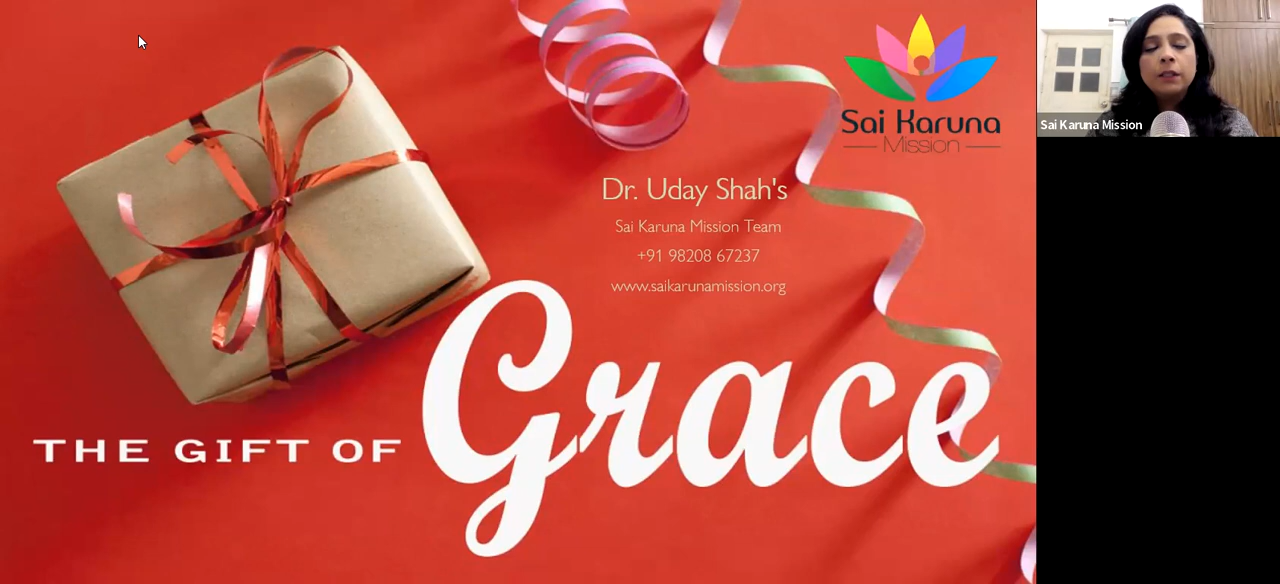 Sai Karuna
Mission
Dr. Uday Shah's
Sai Karuna Mission Team
+91 98208 67237
www.saikarunamission.org
THE GIFT OF Grace
Sai Karuna Mission